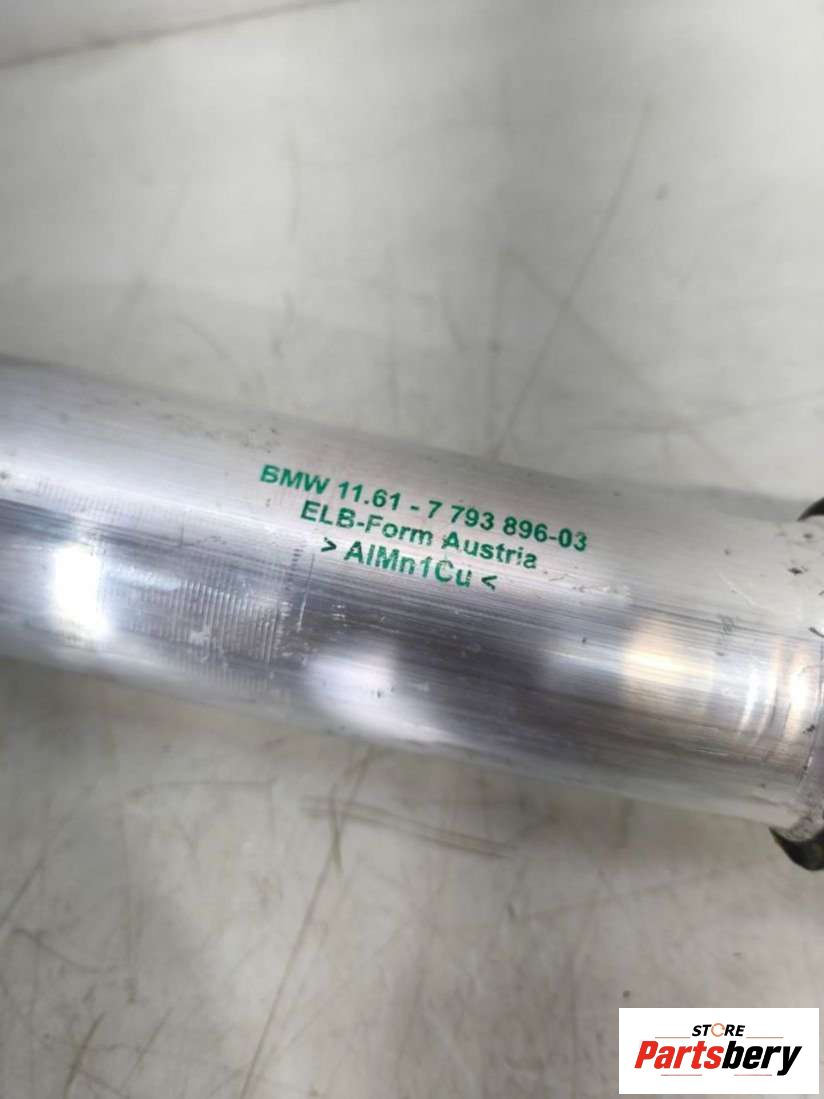 BMW 11.61 - 7 793 896-03
ELB-Form Austria
> AlMn1Cu <
STORE
Partsbery